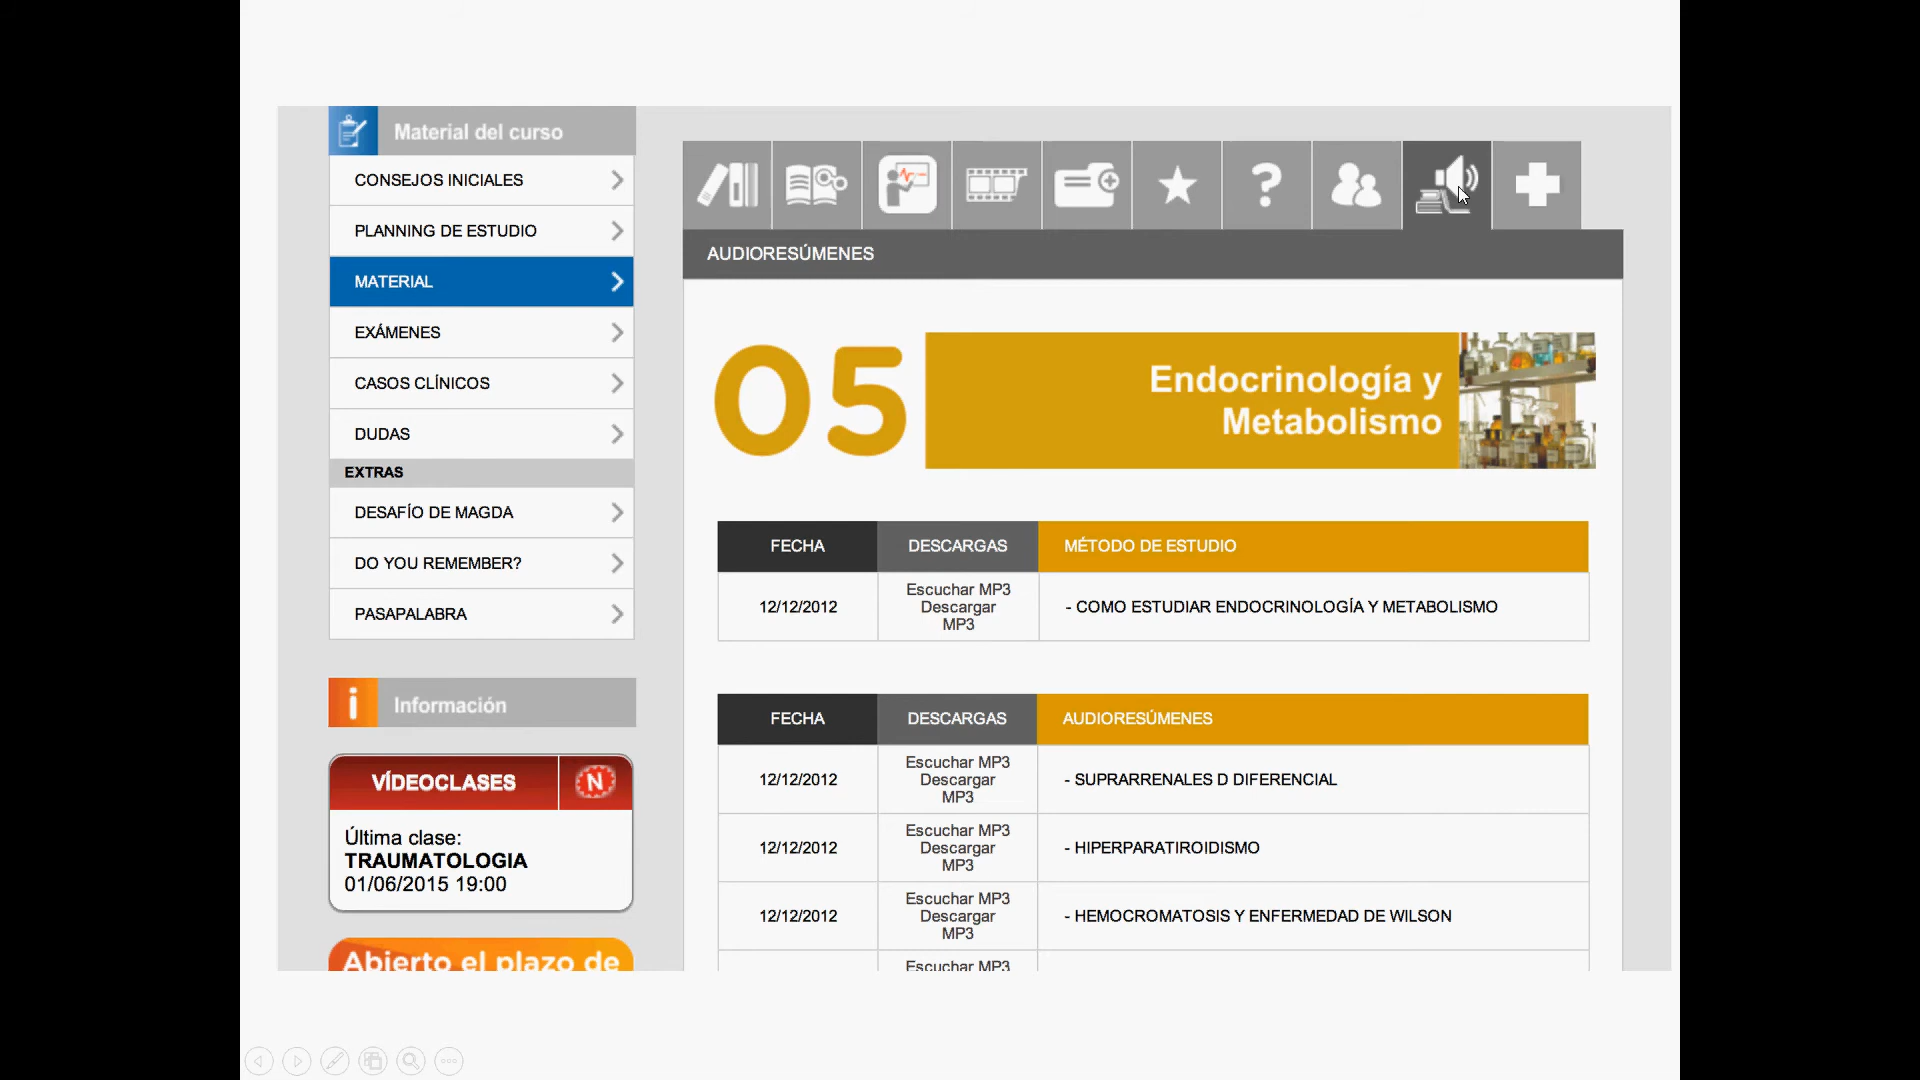 Material del curso
CONSEJOS INICIALES
PLANNING DE ESTUDIO
MATERIAL
EXÁMENES
CASOS CLÍNICOS
DUDAS
EXTRAS
DESAFÍO DE MAGDA
DO YOU REMEMBER?
PASAPALABRA
i Información
VÍDEOCLASES N
Última clase:
TRAUMATOLOGIA
01/06/2015 19:00
Abierto el plazo de
?
AUDIORESÚMENES
05
Endocrinología y
Metabolismo
FECHA DESCARGAS MÉTODO DE ESTUDIO
12/12/2012
Escuchar MP3
Descargar
MP3
- COMO ESTUDIAR ENDOCRINOLOGÍA Y METABOLISMO
FECHA DESCARGAS AUDIORESÚMENES
12/12/2012
Escuchar MP3
Descargar
MP3
- SUPRARRENALES D DIFERENCIAL
12/12/2012
Escuchar MP3
Descargar
MP3
- HIPERPARATIROIDISMO
12/12/2012
Escuchar MP3
Descargar
MP3
- HEMOCROMATOSIS Y ENFERMEDAD DE WILSON
Escuchar MP3